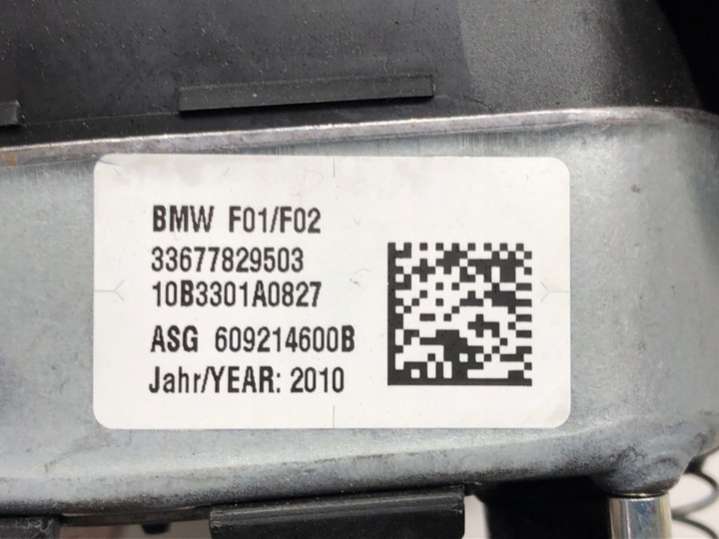 BMW F01/F02
33677829503
10B3301A0827
ASG 609214600B
Jahr/YEAR: 2010